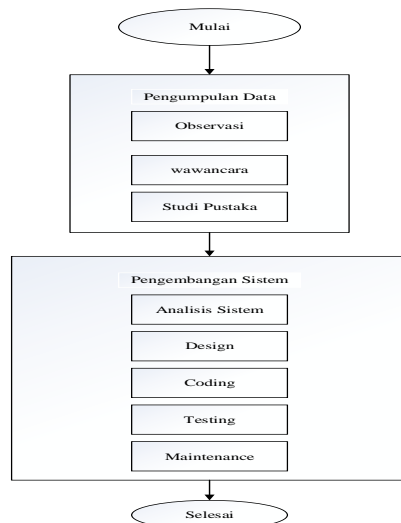 Mulai
Pengumpulan Data
Observasi
wawancara
Studi Pustaka
Pengembangan Sistem
Analisis Sistem
Design
Coding
Testing
Maintenance
Selesai